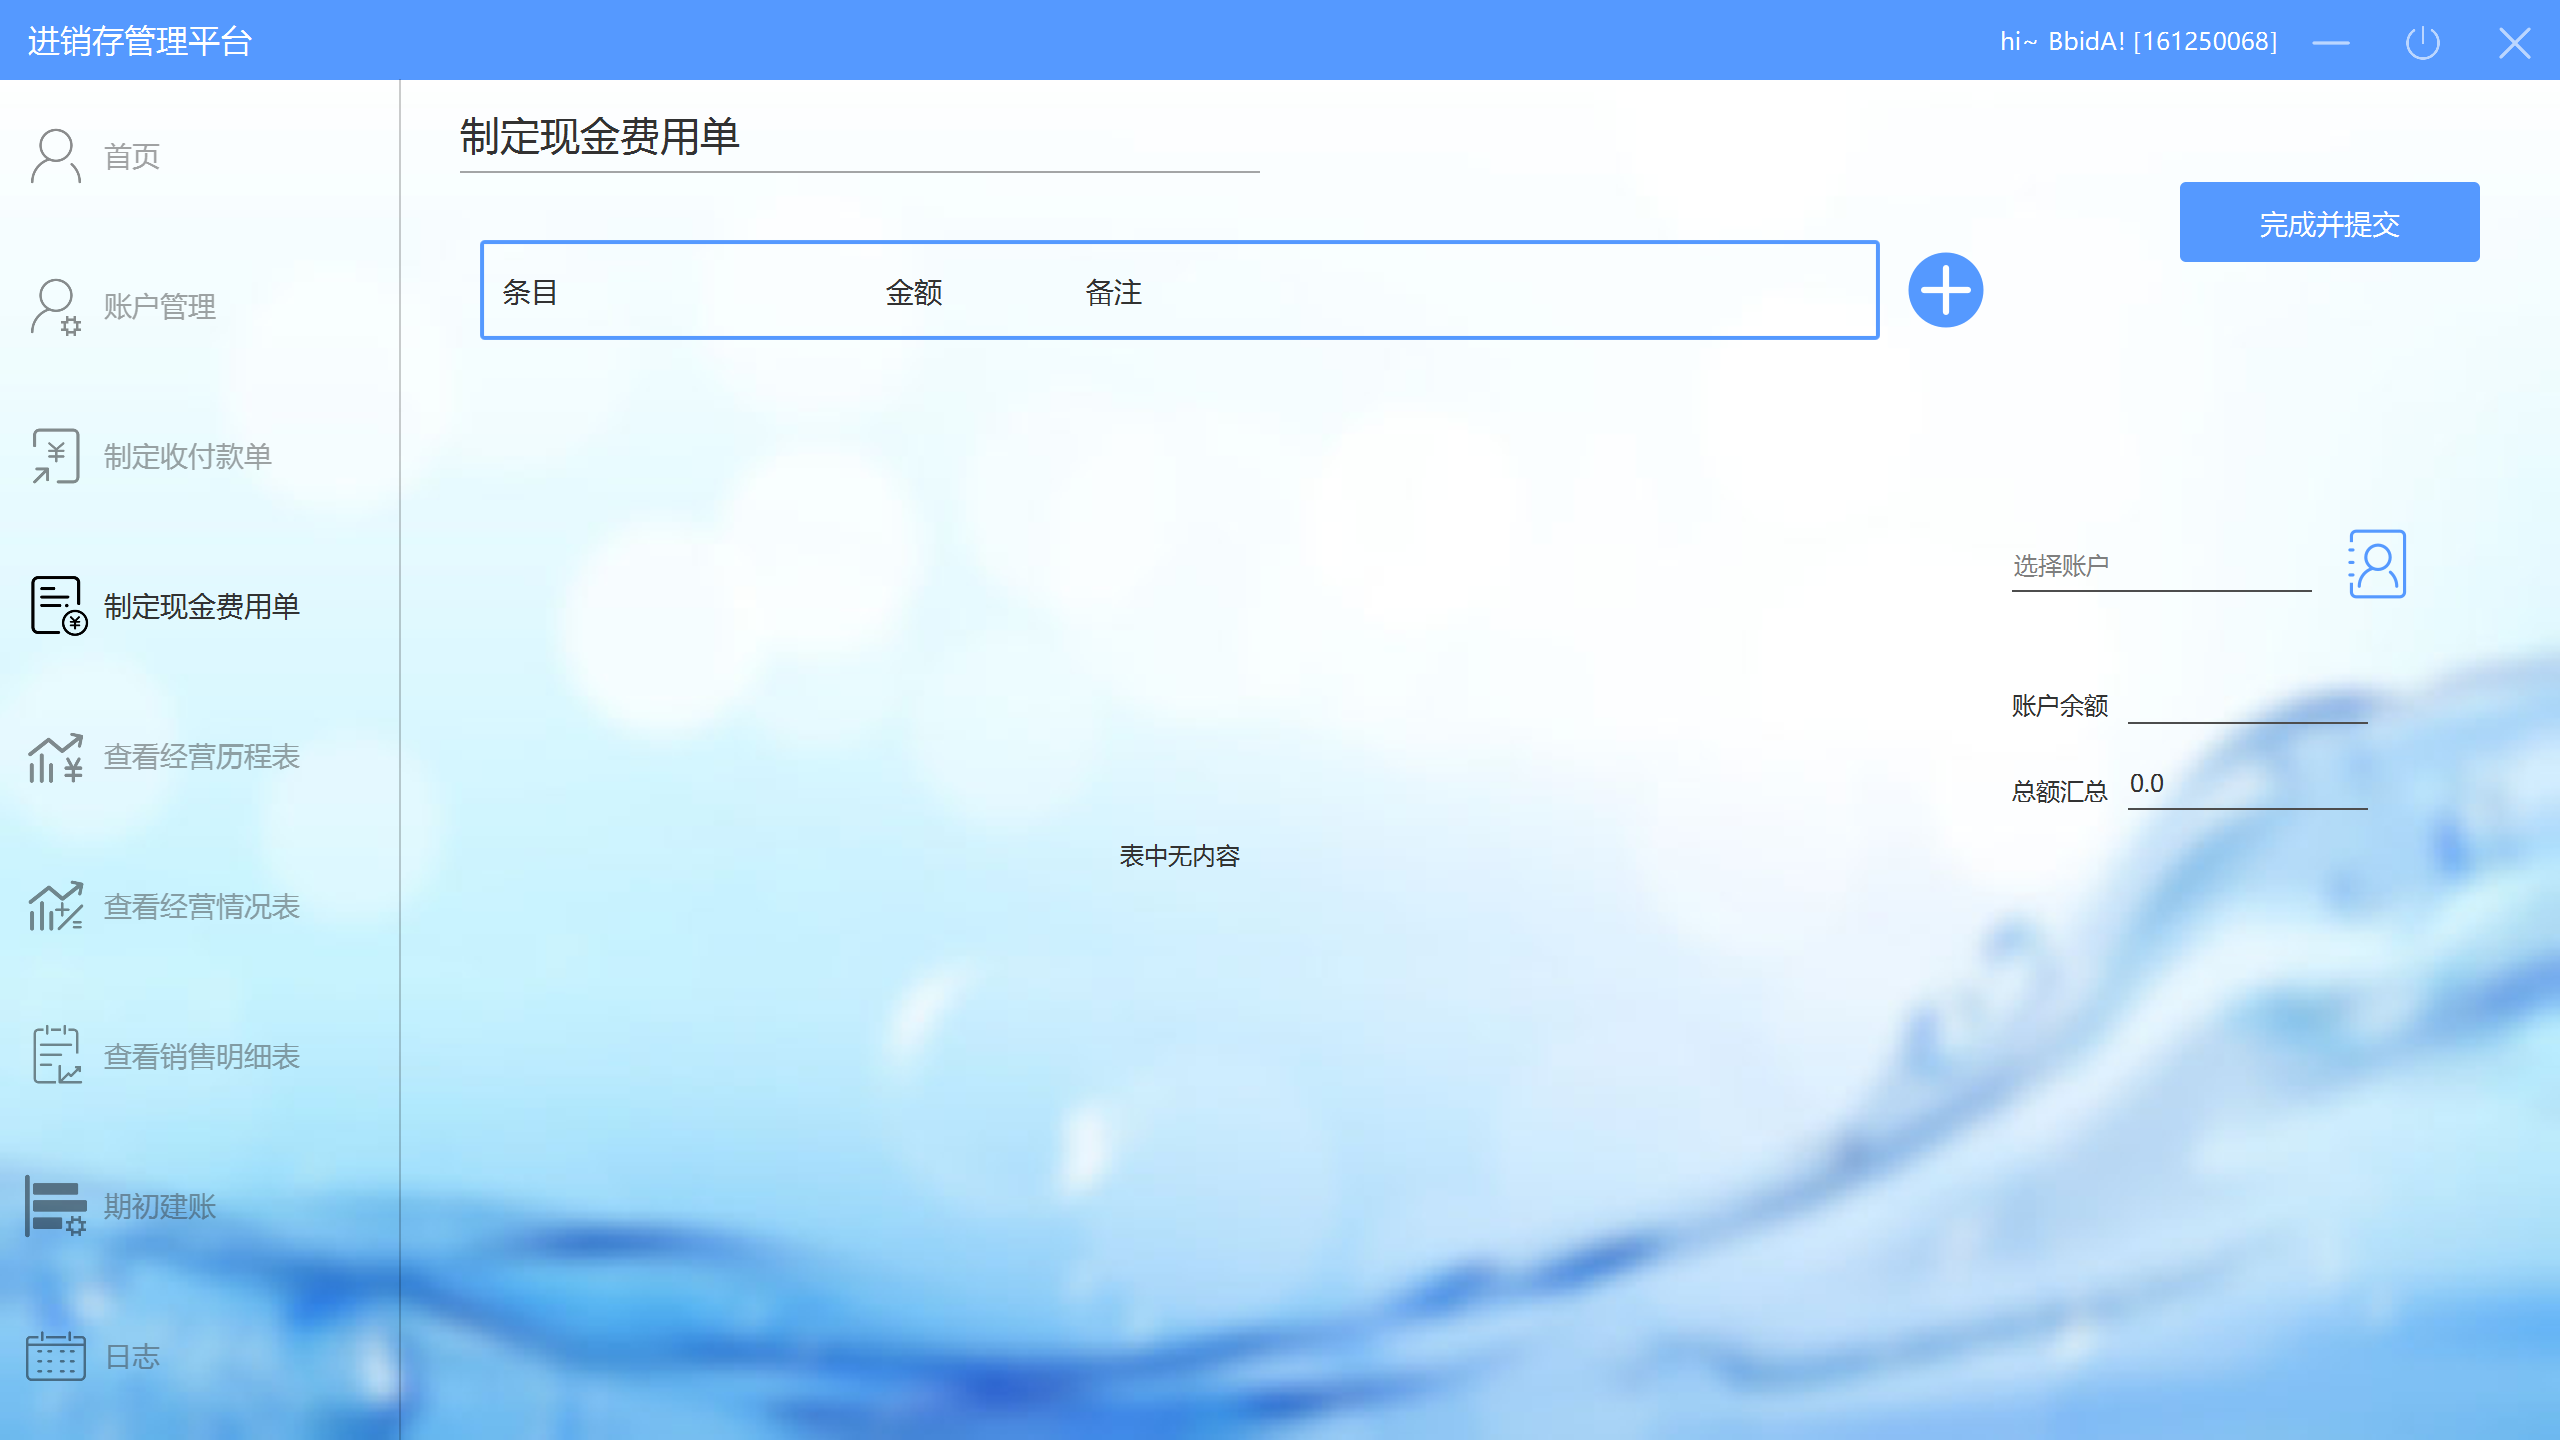 进销存管理平台
hi~ BbidA! [161250068]
首页
账户管理
制定收付款单
制定现金费用单
查看经营历程表
查看经营情况表
查看销售明细表
期初建账
日志
制定现金费用单
完成并提交
条目 金额 备注
选择账户
账户余额
总额汇总 0.0
表中无内容